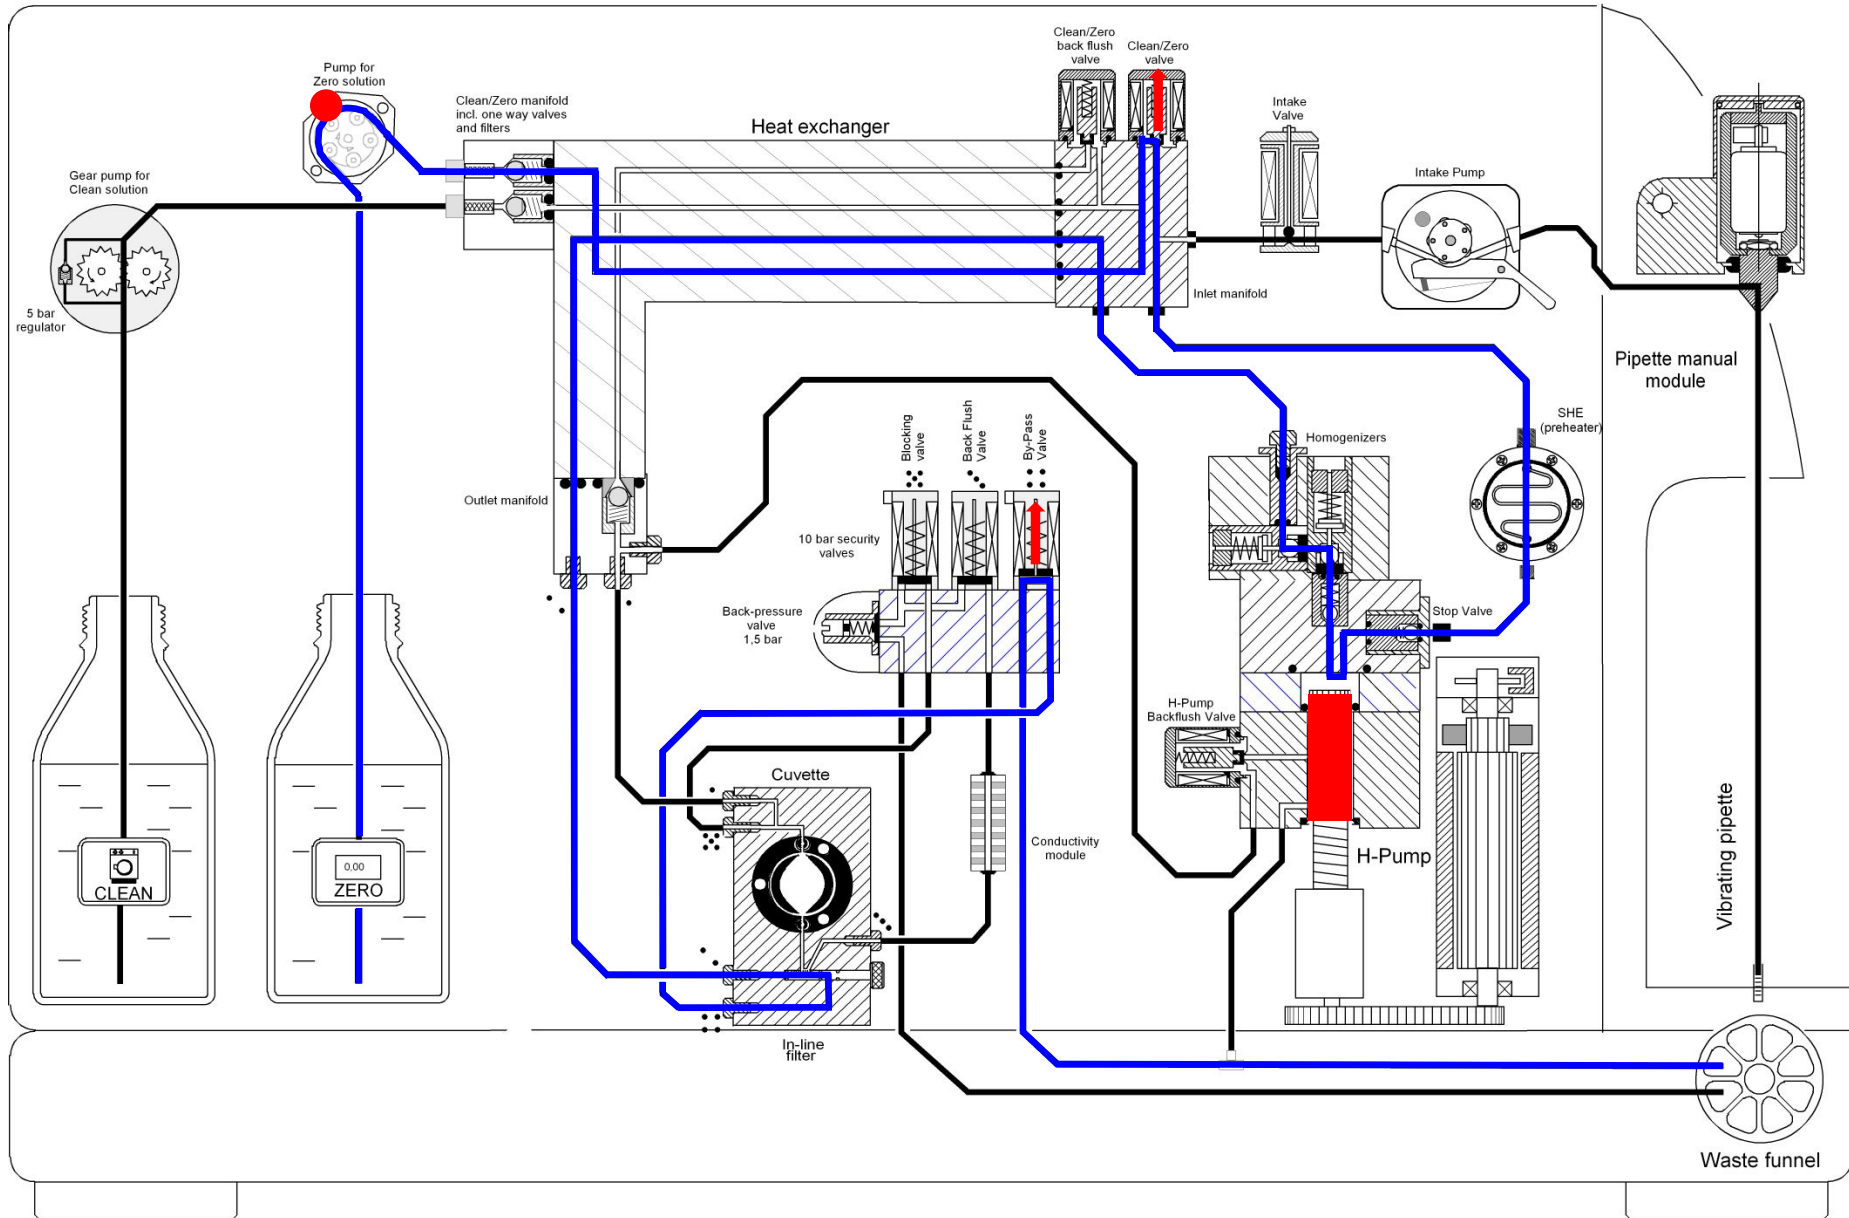 Clean/Zero
back flush
valve
Clean/Zero
valve
Pump for
Zero solution
Clean/Zero manifold
incl. one way valves
and filters
Heat exchanger
Intake
Valve
Gear pump for
Clean solution
Intake Pump
5 bar
regulator
Inlet manifold
Pipette manual
module
SHE
(preheater)
Blocking
valve
Back Flush
Valve
By-Pass
Valve
Homogenizers
Outlet manifold
10 bar security
valves
Back-pressure
valve
1,5 bar
Stop Valve
H-Pump
Backflush Valve
Cuvette
Conductivity
module
H-Pump
Vibrating pipette
0,00
CLEAN
ZERO
In-line
filter
Waste funnel